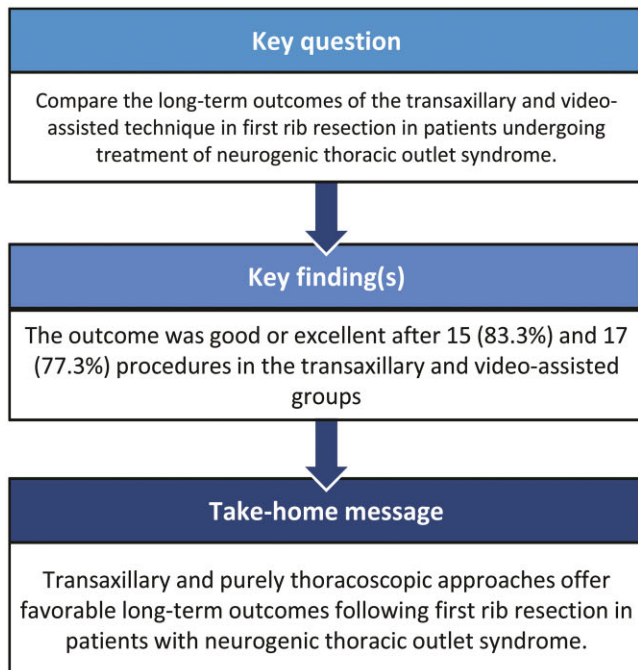 Key question
Compare the long-term outcomes of the transaxillary and video-
assisted technique in first rib resection in patients undergoing
treatment of neurogenic thoracic outlet syndrome.
Key finding(s)
The outcome was good or excellent after 15 (83.3%) and 17
(77.3%) procedures in the transaxillary and video-assisted
groups
Take-home message
Transaxillary and purely thoracoscopic approaches offer
favorable long-term outcomes following first rib resection in
patients with neurogenic thoracic outlet syndrome.